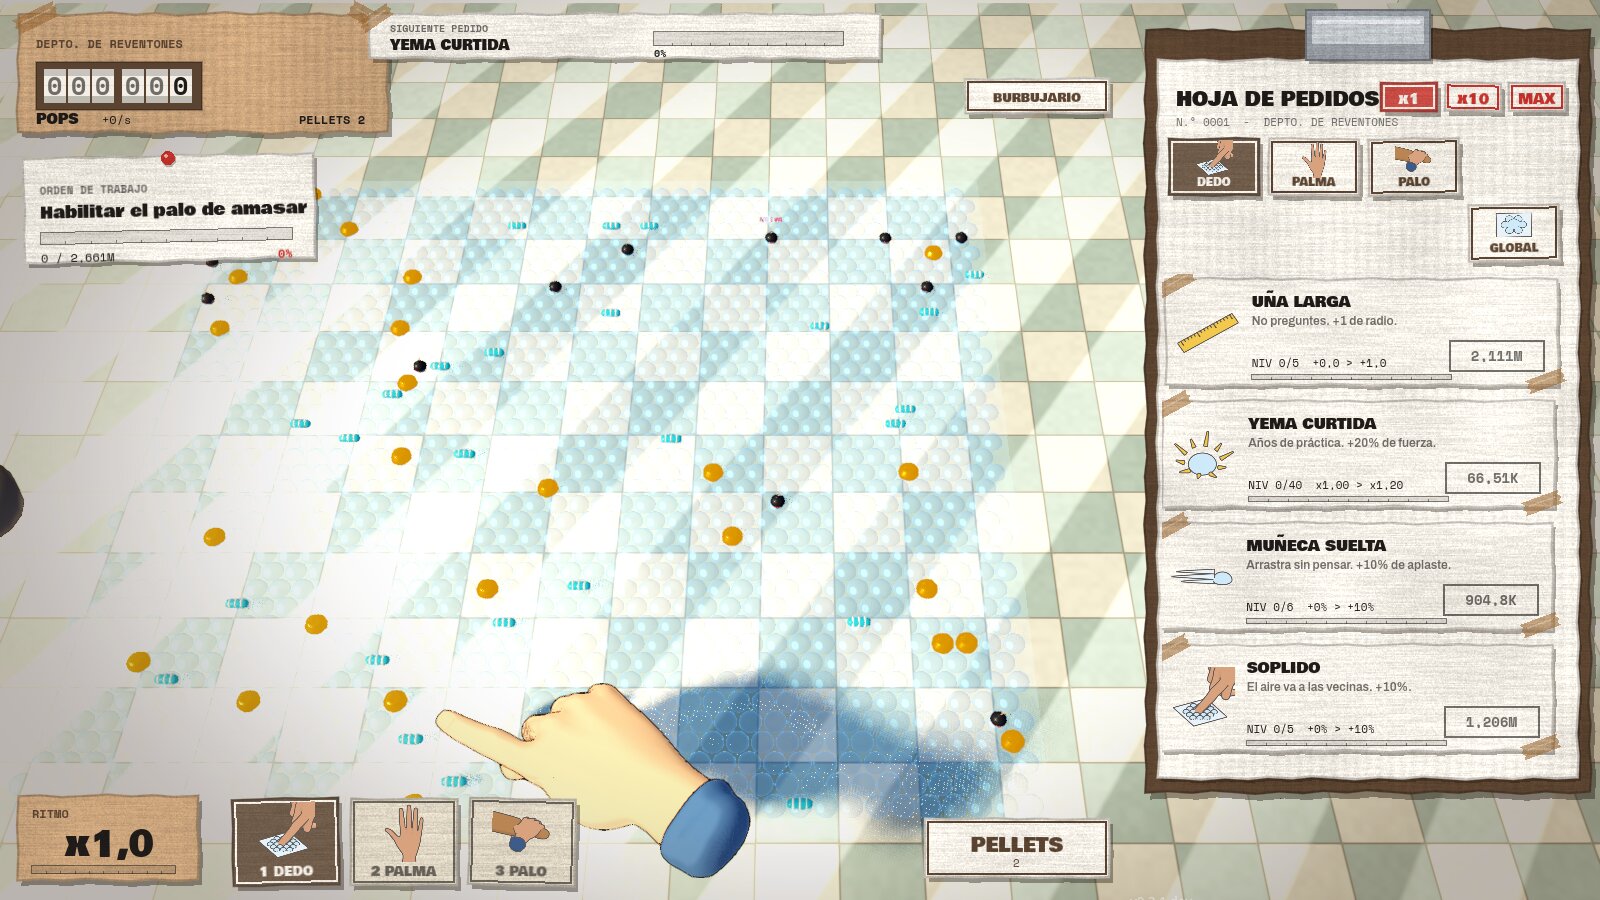 DEPTO. DE REVENTONES
000 000
POPS +0/s PELLETS 2
SIGUIENTE PEDIDO
YEMA CURTIDA
0%
BURBUJARIO
ORDEN DE TRABAJO
Habilitar el palo de amasar
0 / 2,661M 0%
HOJA DE PEDIDOS x1 x10 MAX
N.° 0001 - DEPTO. DE REVENTONES
DEDO PALMA PALO
GLOBAL
UÑA LARGA
No preguntes. +1 de radio.
NIV 0/5 +0,0 > +1,0 2,111M
YEMA CURTIDA
Años de práctica. +20% de fuerza.
NIV 0/40 x1,00 > x1,20 66,51K
MUÑECA SUELTA
Arrastra sin pensar. +10% de aplaste.
NIV 0/6 +0% > +10% 904,8K
SOPLIDO
El aire va a las vecinas. +10%.
NIV 0/5 +0% > +10% 1,206M
RITMO
x1,0
1 DEDO 2 PALMA 3 PALO
PELLETS
2